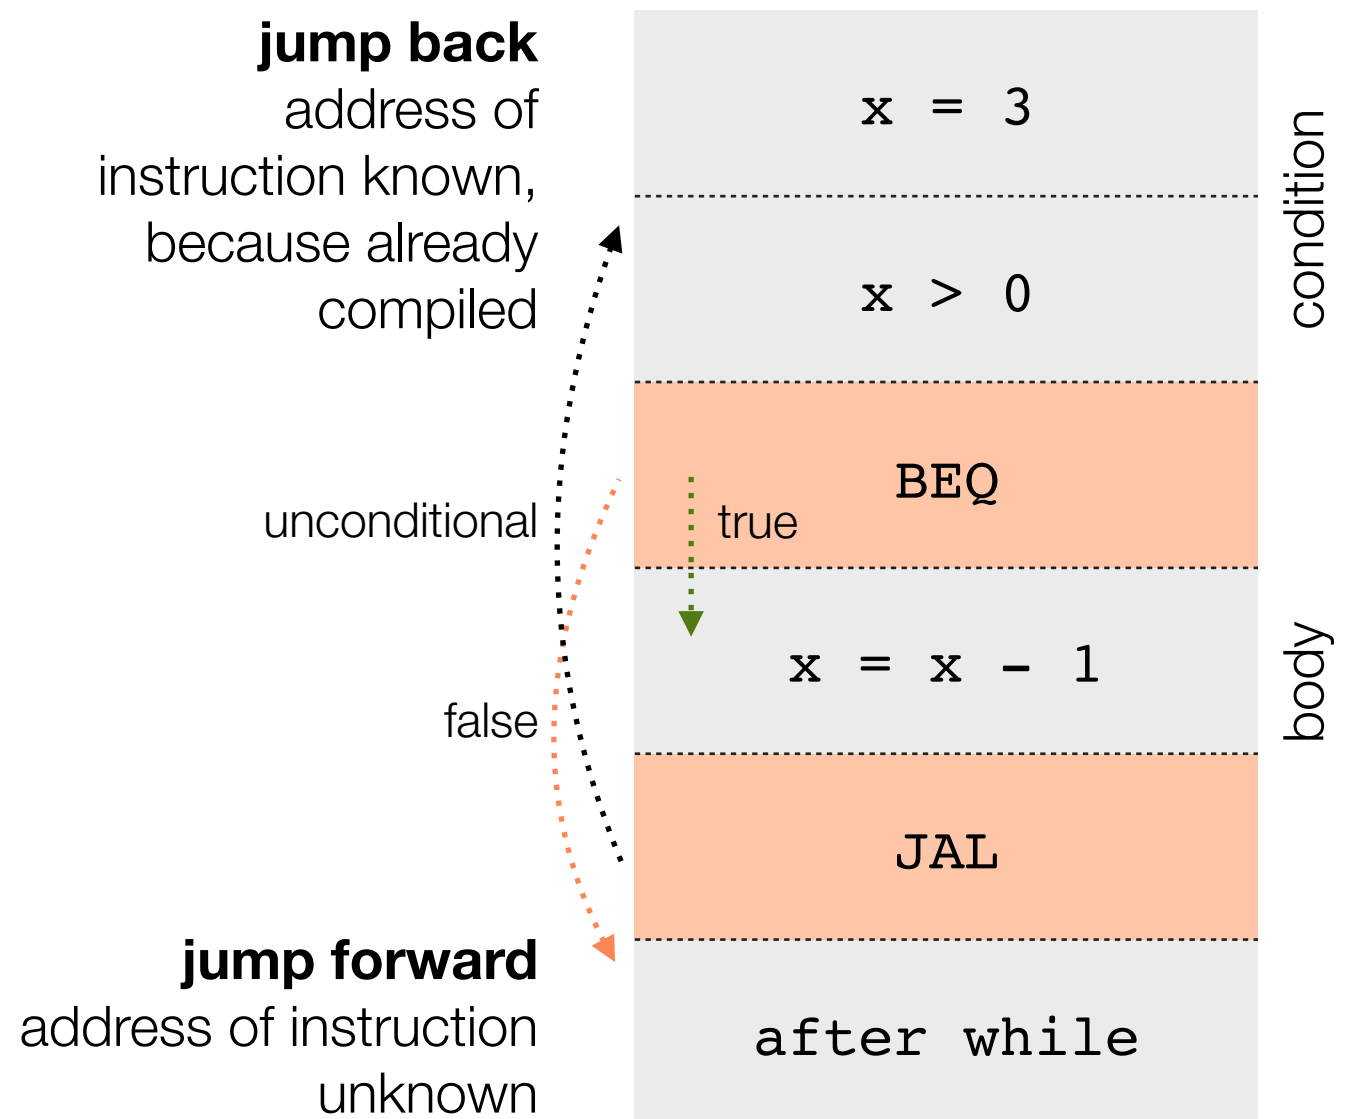 jump back
address of
instruction known,
because already
compiled
x = 3
condition
x > 0
BEQ
unconditional
true
x = x - 1
body
false
JAL
jump forward
address of instruction
unknown
after while